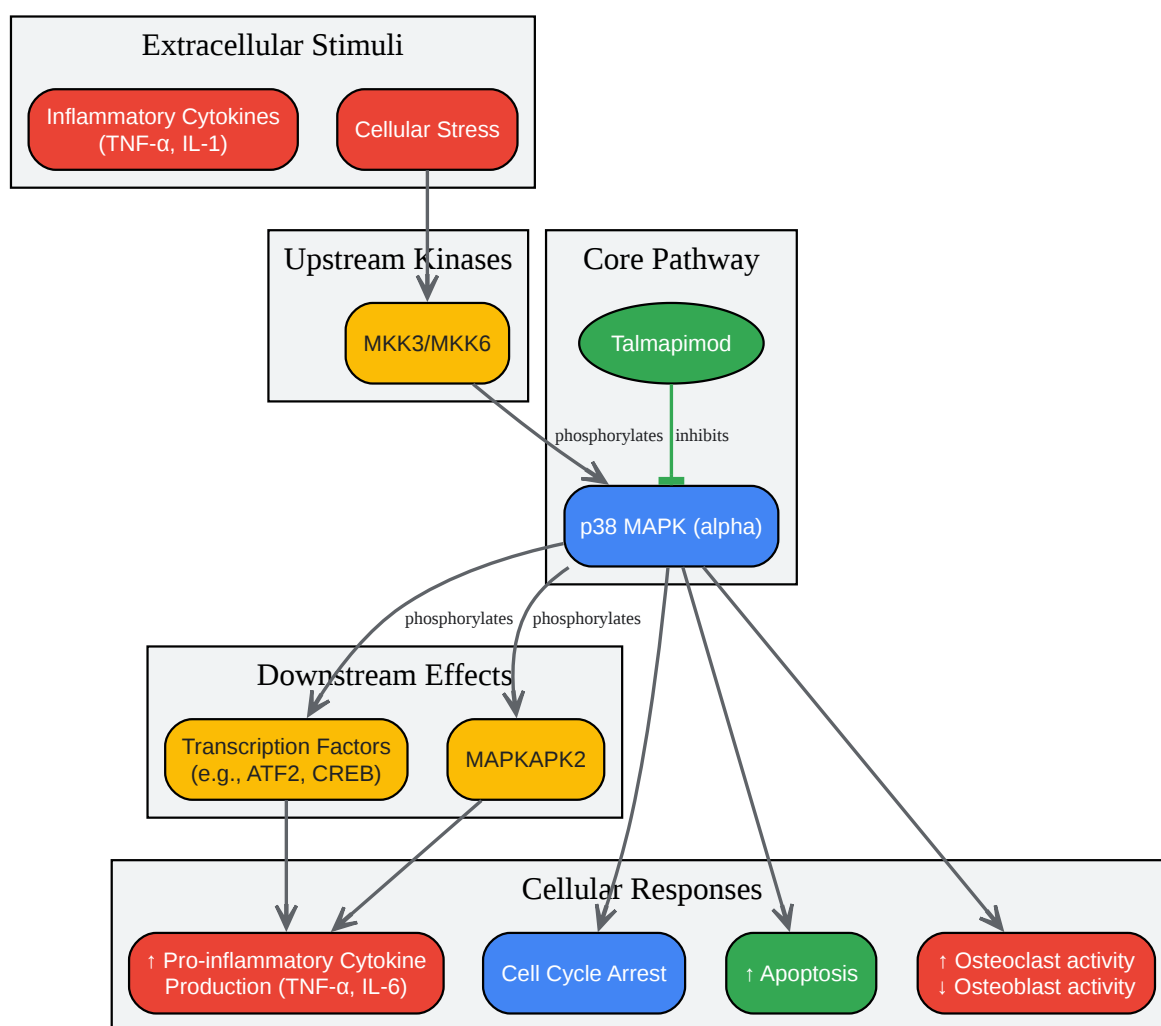 Extracellular Stimuli
Inflammatory Cytokines
(TNF-α, IL-1)
Cellular Stress
Upstream Kinases
Core Pathway
MKK3/MKK6
Talmapimod
phosphorylates
inhibits
p38 MAPK (alpha)
phosphorylates
phosphorylates
Downstream Effects
Transcription Factors
(e.g., ATF2, CREB)
MAPKAPK2
Cellular Responses
↑ Pro-inflammatory Cytokine
Production (TNF-α, IL-6)
Cell Cycle Arrest
↑ Apoptosis
↑ Osteoclast activity
↓ Osteoblast activity